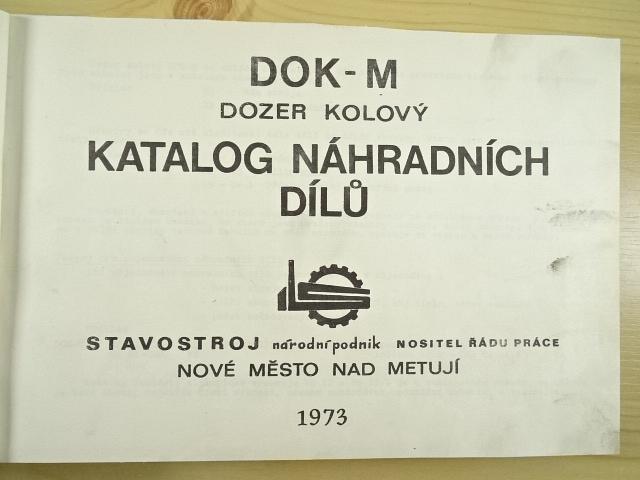 DOK-M
DOZER KOLOVÝ
KATALOG NÁHRADNÍCH
DÍLŮ
STAVOSTROJ národní podnik NOSITEL ŘÁDU PRÁCE
NOVÉ MĚSTO NAD METUJÍ
1973